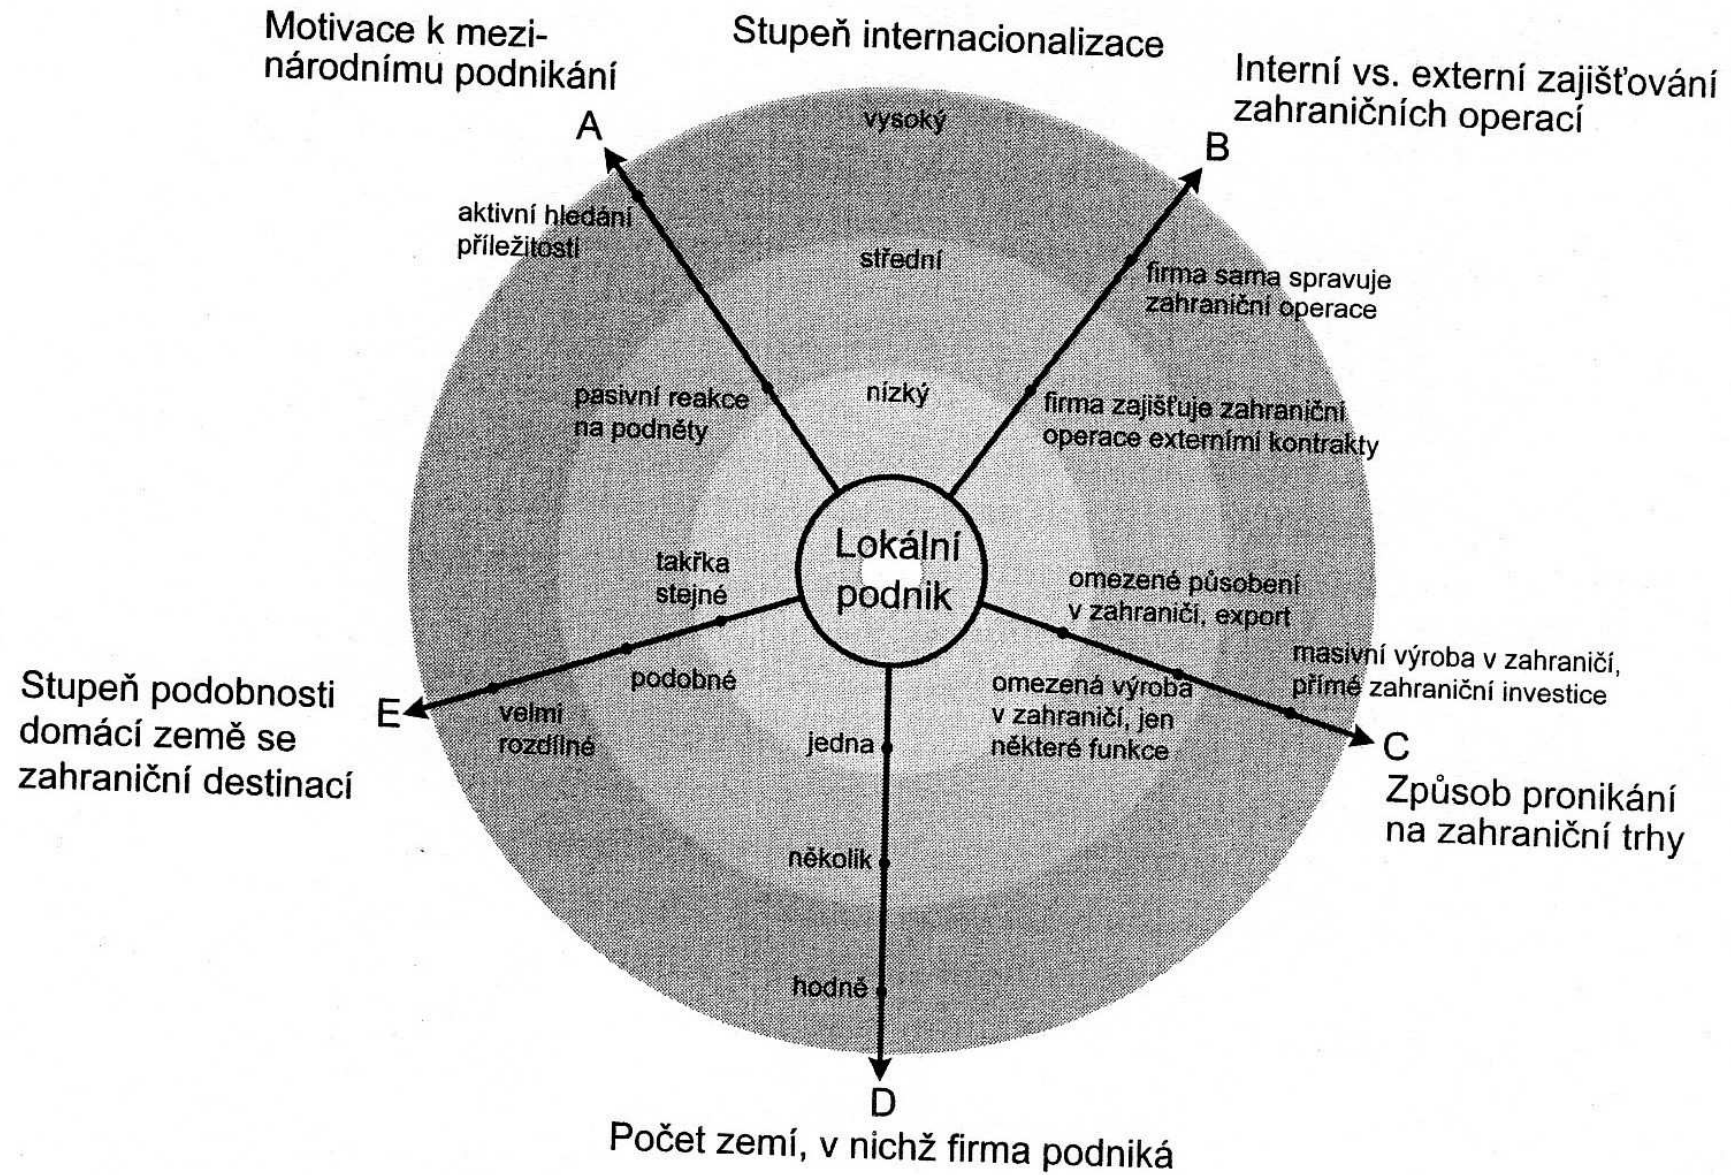 Motivace k mezi-
národnímu podnikání
Stupeň internacionalizace
Interní vs. externí zajišťování
zahraničních operací
A
B
vysoký
střední
nízký
aktivní hledání
příležitostí
pasivní reakce
na podněty
firma sama spravuje
zahraniční operace
firma zajišťuje zahraniční
operace externími kontrakty
Lokální
podnik
takřka
stejné
podobné
velmi
rozdílné
E
Stupeň podobnosti
domácí země se
zahraniční destinací
omezené působení
v zahraničí, export
omezená výroba
v zahraničí, jen
některé funkce
masivní výroba v zahraničí,
přímé zahraniční investice
C
Způsob pronikání
na zahraniční trhy
jedna
několik
hodně
D
Počet zemí, v nichž firma podniká